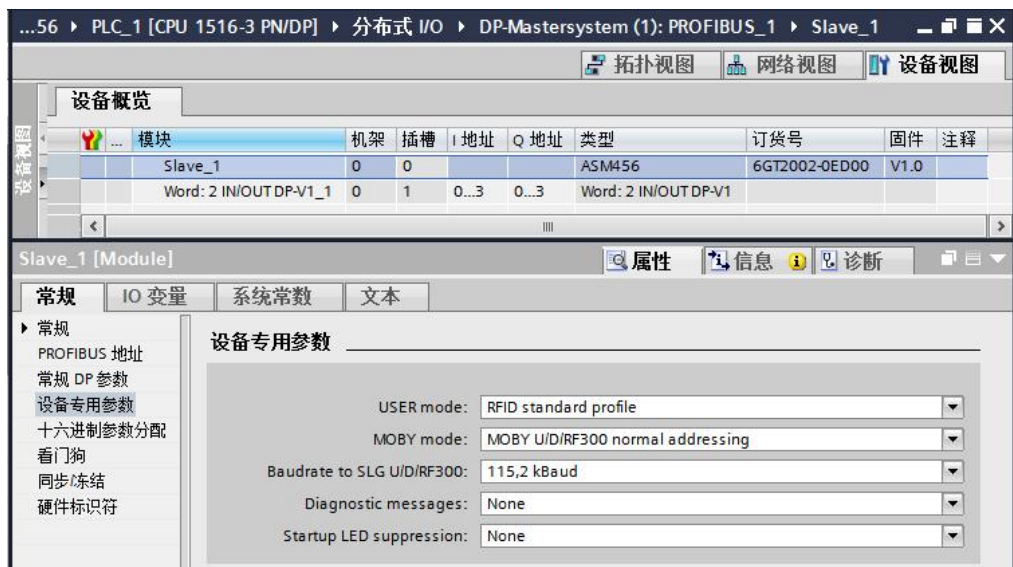 ...56 ▸ PLC_1 [CPU 1516-3 PN/DP] ▸ 分布式 I/O ▸ DP-Mastersystem (1): PROFIBUS_1 ▸ Slave_1
拓扑视图 网络视图 设备视图
设备概览
设备视图
... 模块 机架 插槽 I 地址 Q 地址 类型 订货号 固件 注释
Slave_1 0 0 ASM456 6GT2002-0ED00 V1.0
Word: 2 IN/OUT DP-V1_1 0 1 0...3 0...3 Word: 2 IN/OUT DP-V1
Slave_1 [Module] 属性 信息 诊断
常规 IO 变量 系统常数 文本
常规
PROFIBUS 地址
常规 DP 参数
设备专用参数
十六进制参数分配
看门狗
同步/冻结
硬件标识符
设备专用参数
USER mode: RFID standard profile
MOBY mode: MOBY U/D/RF300 normal addressing
Baudrate to SLG U/D/RF300: 115,2 kBaud
Diagnostic messages: None
Startup LED suppression: None